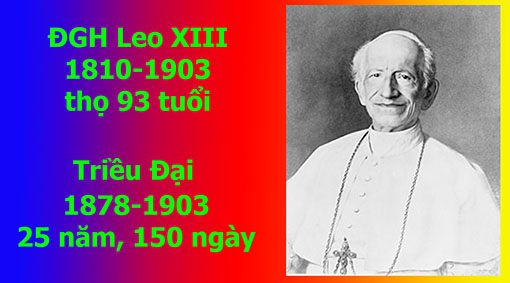 ĐGH Leo XIII
1810-1903
thọ 93 tuổi
Triều Đại
1878-1903
25 năm, 150 ngày